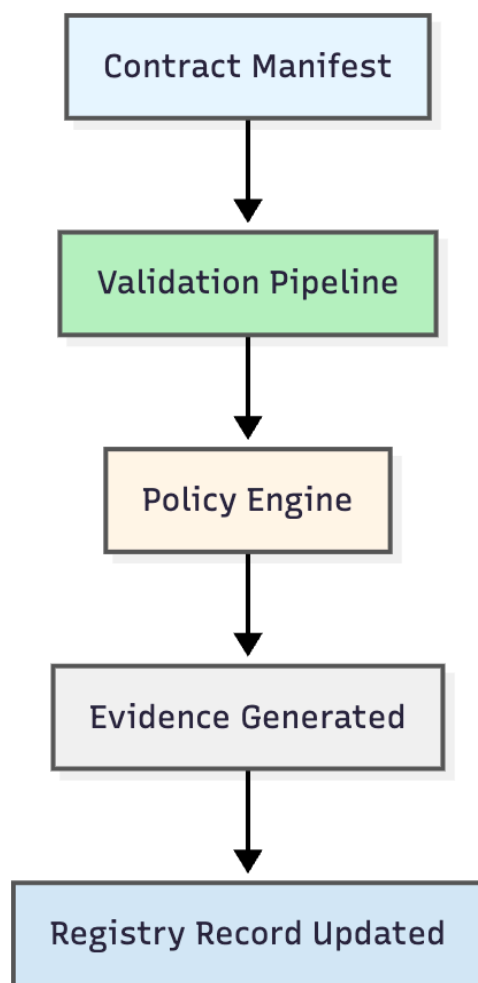 Contract Manifest
Validation Pipeline
Policy Engine
Evidence Generated
Registry Record Updated